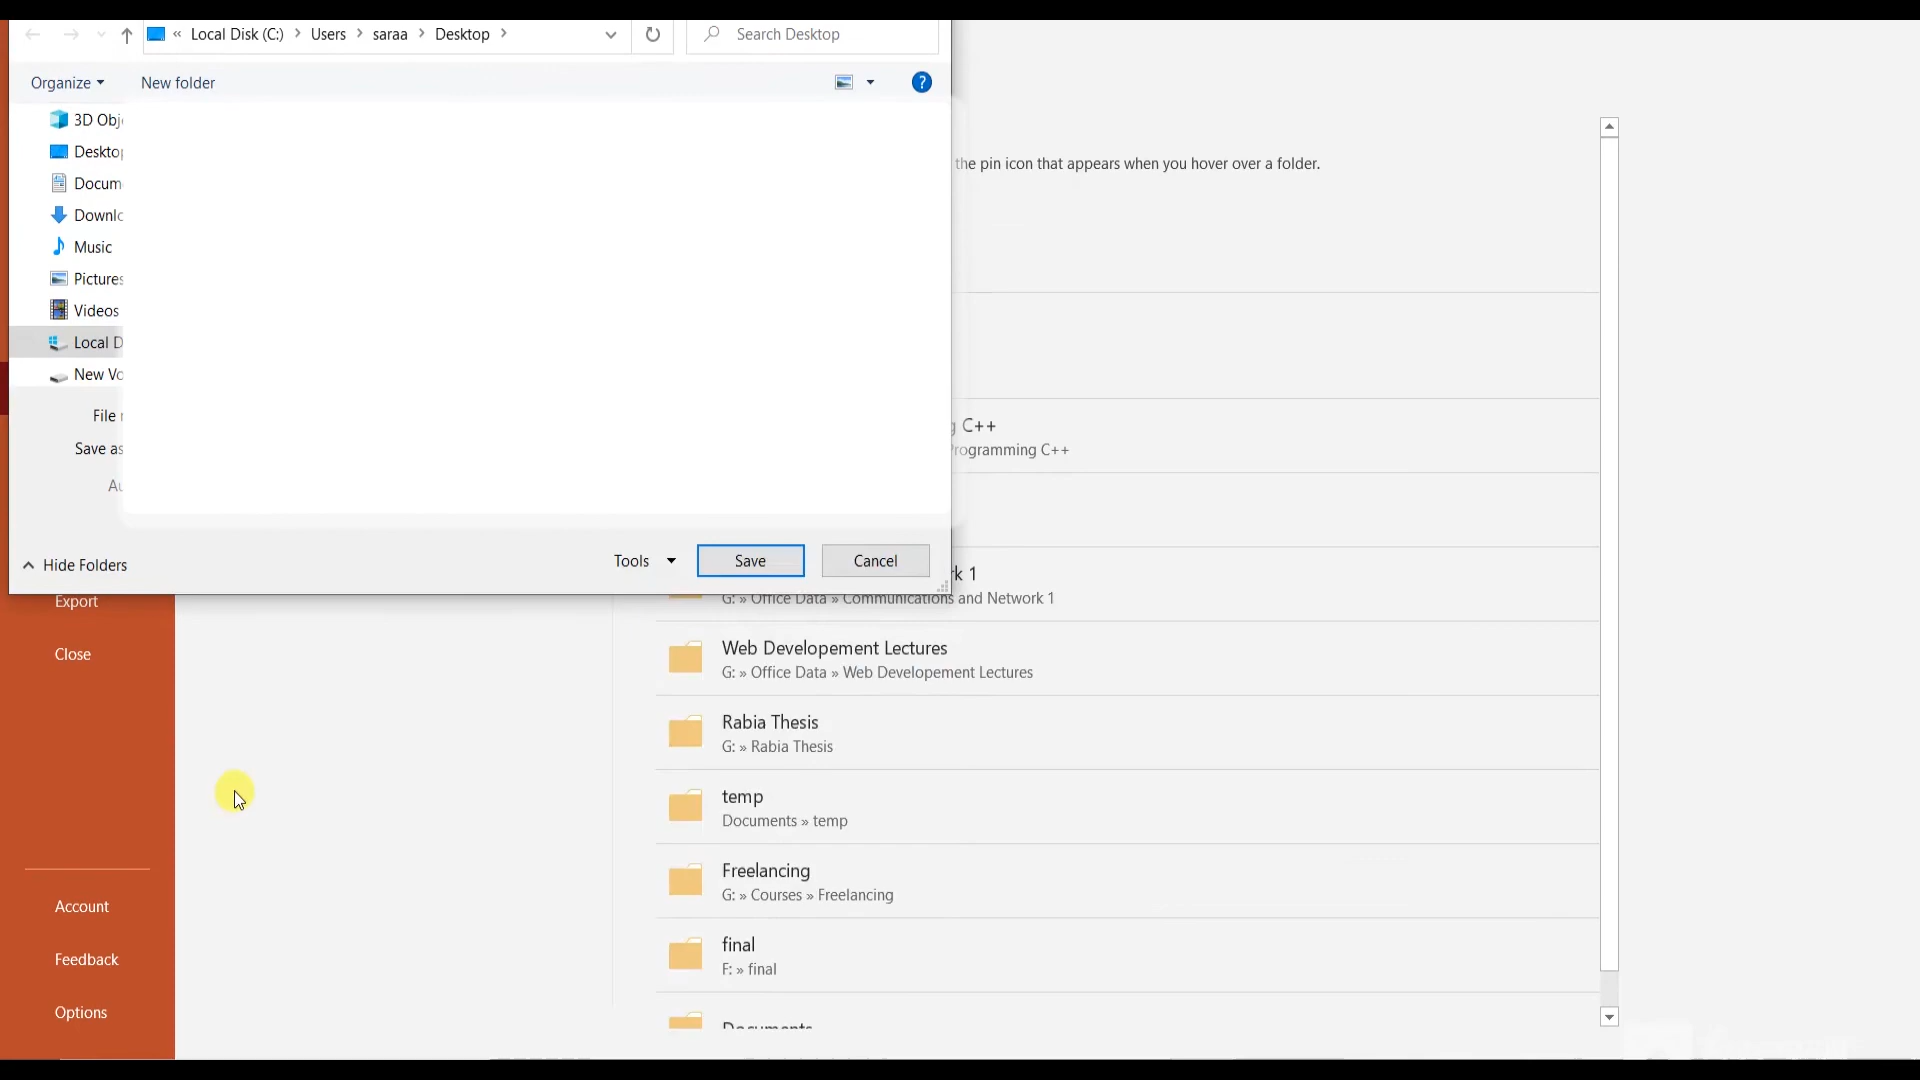 « Local Disk (C:) > Users > saraa > Desktop >
Search Desktop
Organize
New folder
?
3D Obj
Desktop
Docum
Downlo
Music
Pictures
Videos
Local D
New Vo
File
Save as
Au
Hide Folders
Tools
Save
Cancel
the pin icon that appears when you hover over a folder.
g C++
Programming C++
rk 1
G: » Office Data » Communications and Network 1
Web Developement Lectures
G: » Office Data » Web Developement Lectures
Rabia Thesis
G: » Rabia Thesis
temp
Documents » temp
Freelancing
G: » Courses » Freelancing
final
F: » final
Documents
Export
Close
Account
Feedback
Options